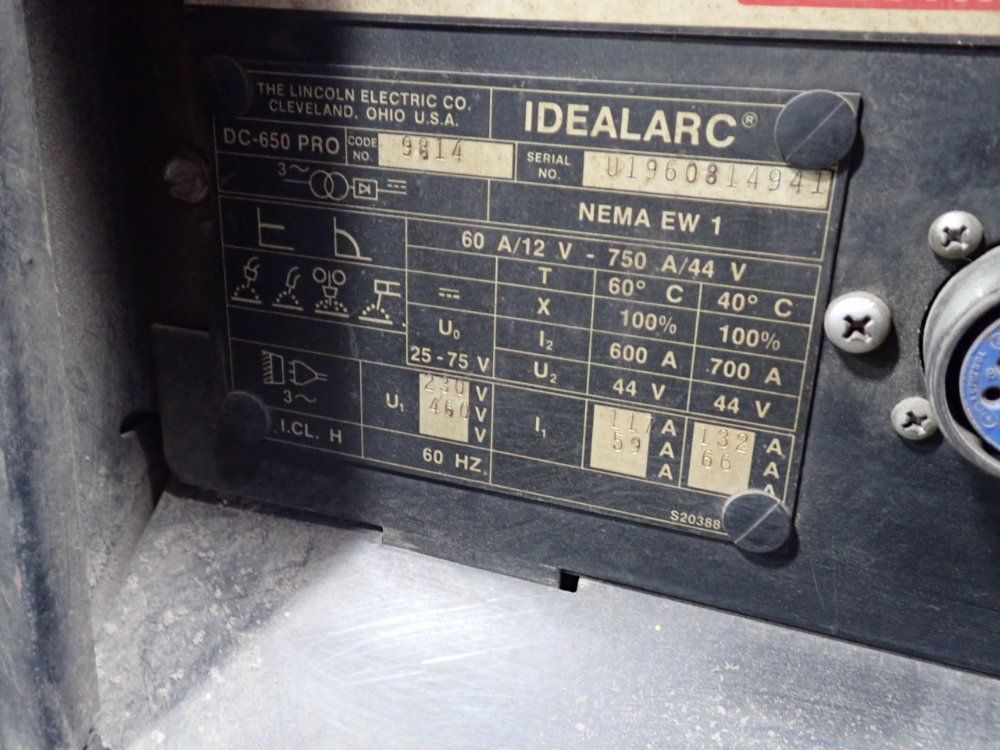 THE LINCOLN ELECTRIC CO.
CLEVELAND, OHIO U.S.A.
IDEALARC®
DC-650 PRO
CODE NO.
9814
SERIAL NO.
U1960814941
3~
NEMA EW 1
60 A/12 V - 750 A/44 V
T 60° C 40° C
X 100% 100%
U₀
25-75 V
I₂ 600 A 700 A
U₂ 44 V 44 V
3~
U₁
230 V
460 V
V
I₁
117 A 132 A
59 A 66 A
A A
I.CL. H
60 HZ.
S20388